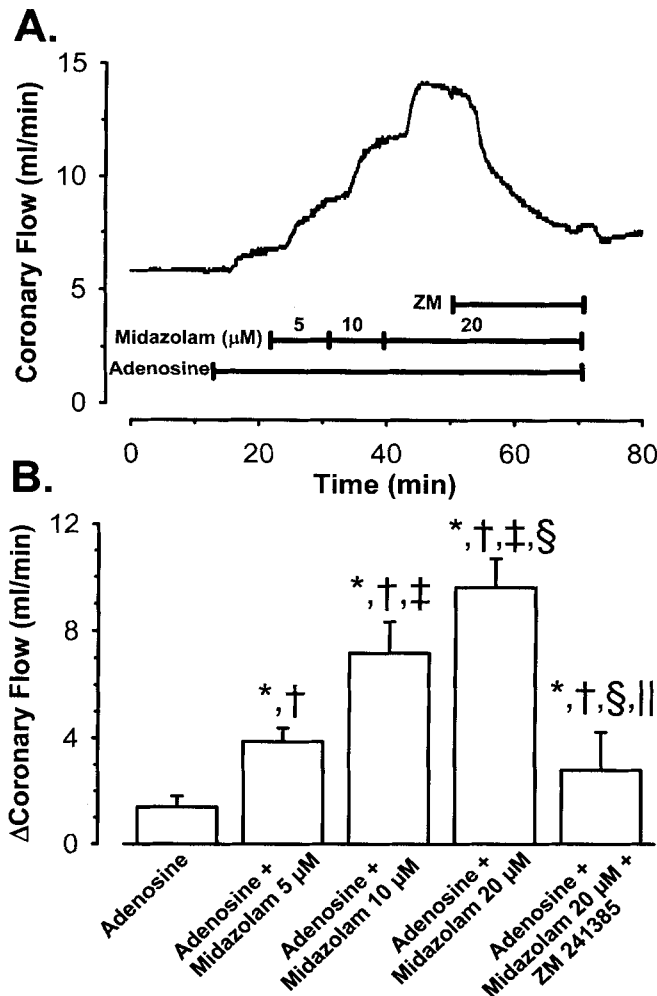 A.
Coronary Flow (ml/min)
15
10
5
0
ZM
5 10 20
Midazolam (µM)
Adenosine
0 20 40 60 80
Time (min)
B.
ΔCoronary Flow (ml/min)
12
8
4
0
*,†
*,†,‡
*,†,‡,§
*,†,§,||
Adenosine
Adenosine +
Midazolam 5 µM
Adenosine +
Midazolam 10 µM
Adenosine +
Midazolam 20 µM
Adenosine +
Midazolam 20 µM +
ZM 241385